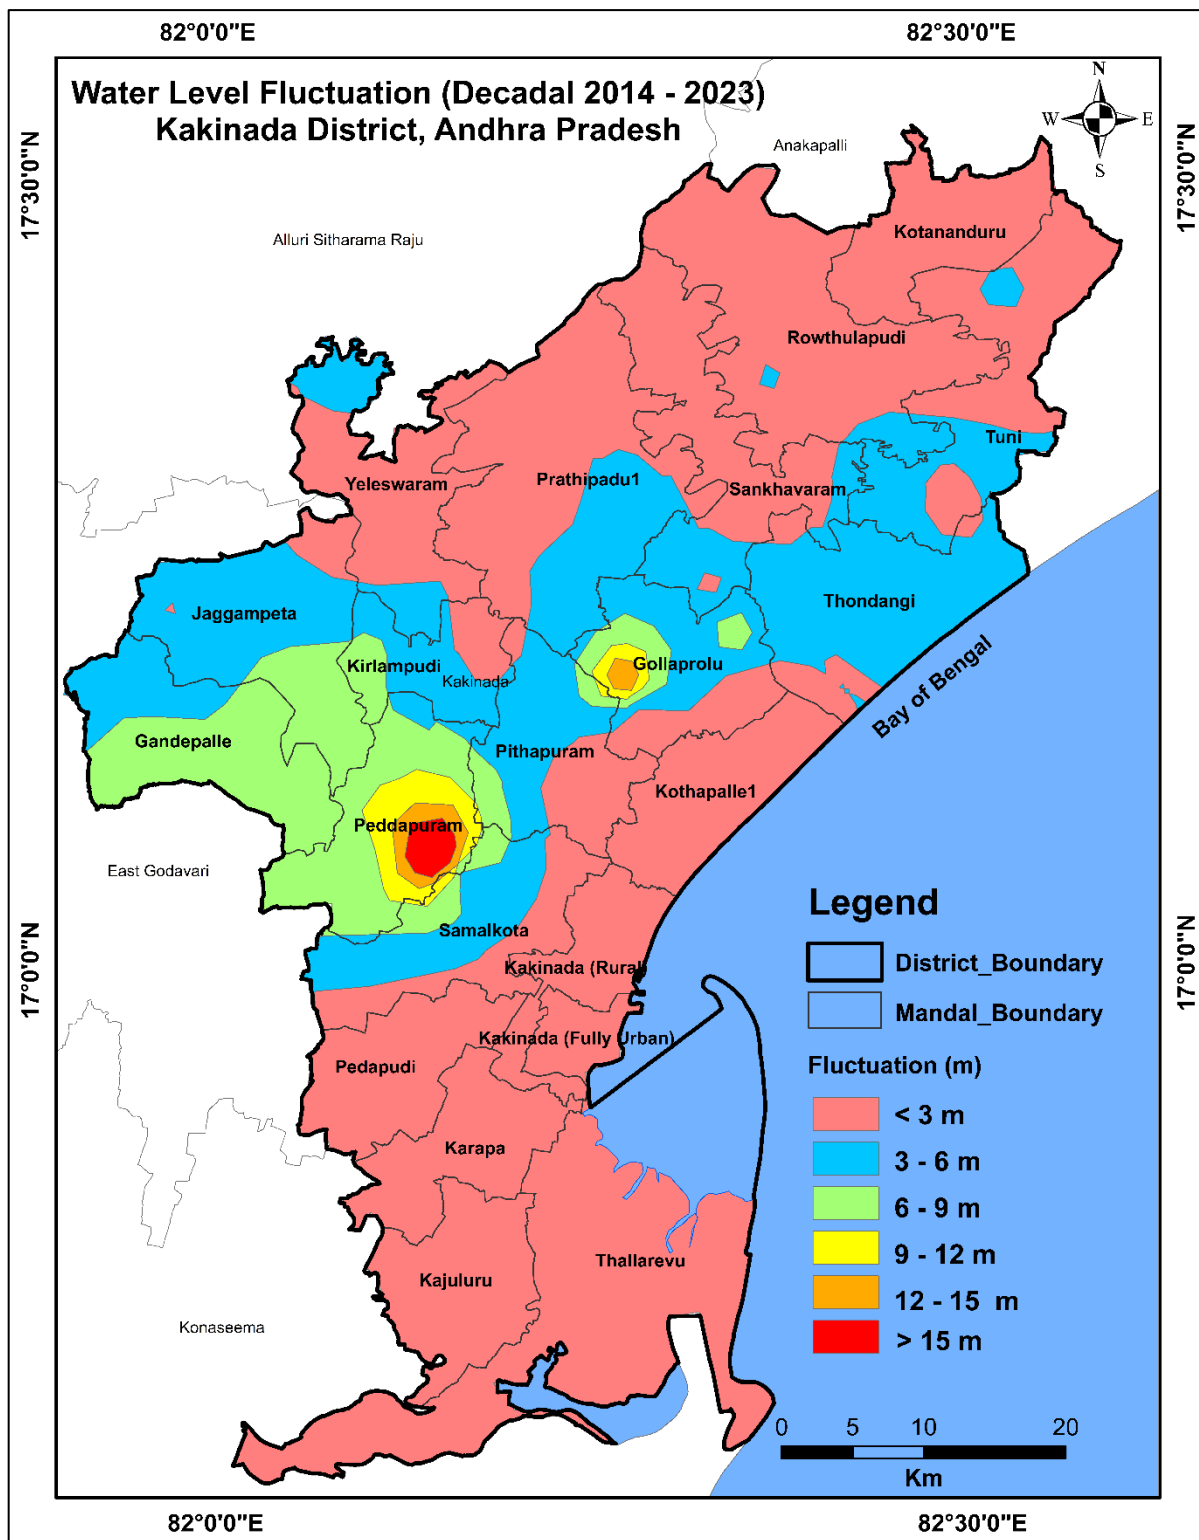 82°0'0"E
82°30'0"E
Water Level Fluctuation (Decadal 2014 - 2023)
Kakinada District, Andhra Pradesh
N
W
E
S
17°30'0"N
17°30'0"N
Anakapalli
Alluri Sitharama Raju
Kotananduru
Rowthulapudi
Tuni
Prathipadu1
Yeleswaram
Sankhavaram
Thondangi
Jaggampeta
Kirlampudi
Gollaprolu
Kakinada
Bay of Bengal
Gandepalle
Pithapuram
Kothapalle1
Peddapuram
East Godavari
Samalkota
Kakinada (Rural)
Kakinada (Fully Urban)
Pedapudi
Karapa
Thallarevu
Kajuluru
Konaseema
17°0'0"N
17°0'0"N
Legend
District_Boundary
Mandal_Boundary
Fluctuation (m)
< 3 m
3 - 6 m
6 - 9 m
9 - 12 m
12 - 15 m
> 15 m
0 5 10 20
Km
82°0'0"E
82°30'0"E